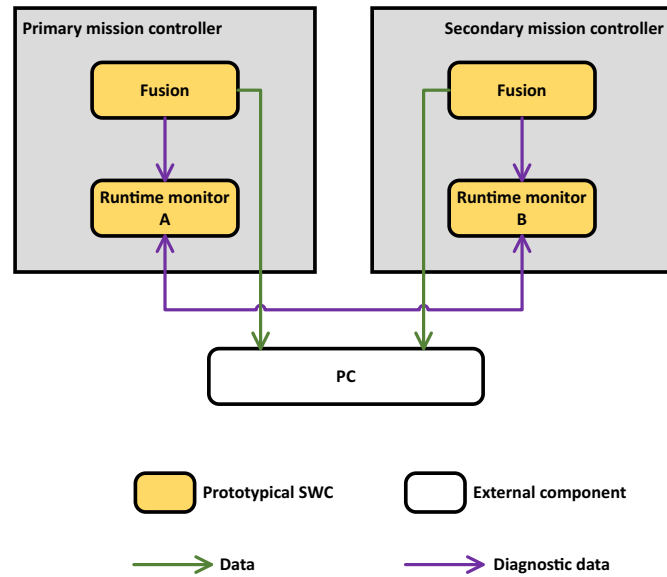 Primary mission controller
Secondary mission controller
Fusion
Fusion
Runtime monitor
A
Runtime monitor
B
PC
Prototypical SWC
External component
Data
Diagnostic data